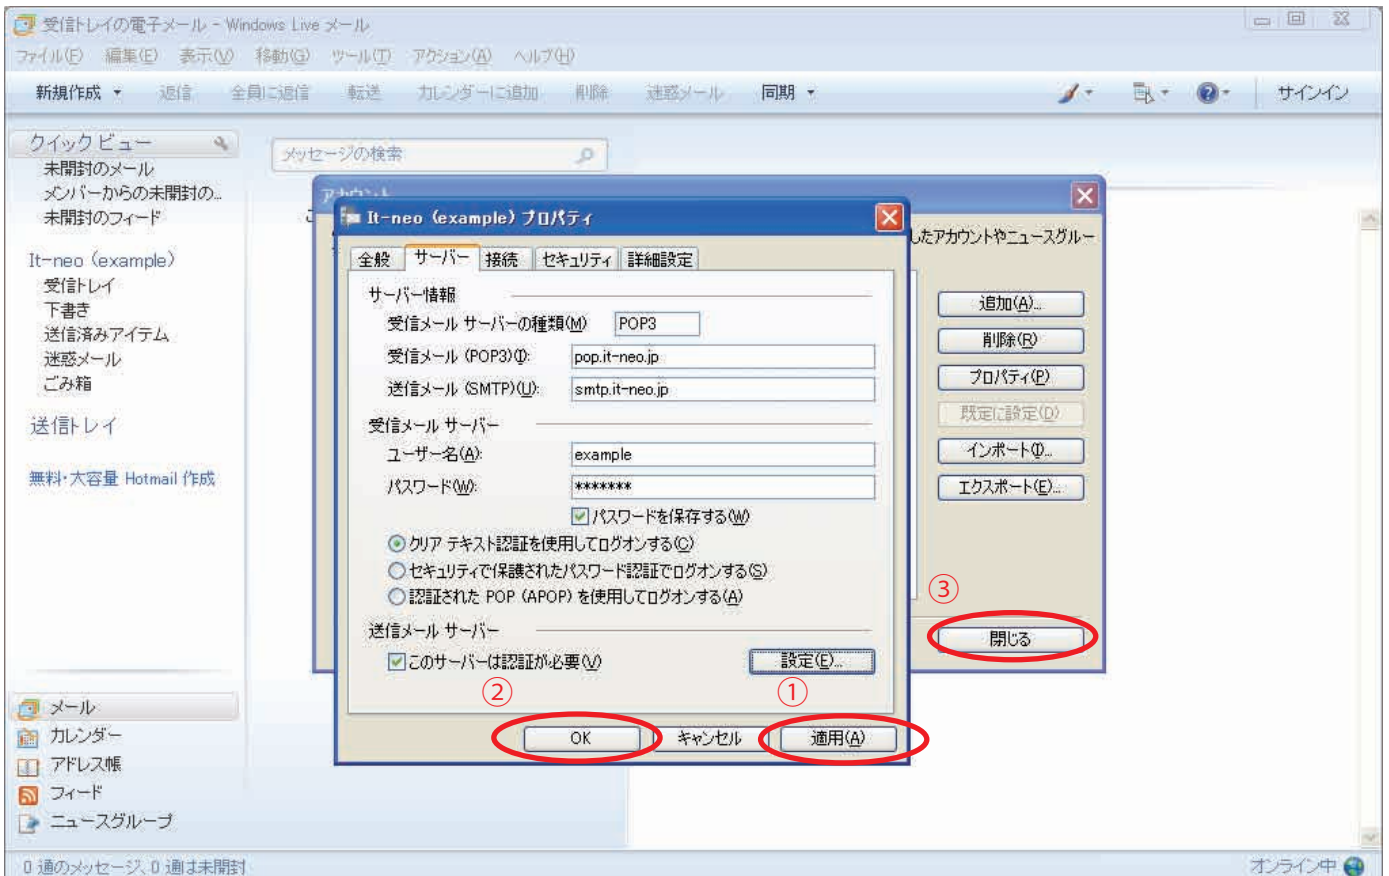 受信トレイの電子メール - Windows Live メール
ファイル(F) 編集(E) 表示(V) 移動(G) ツール(T) アクション(A) ヘルプ(H)
新規作成 返信 全員に返信 転送 カレンダーに追加 削除 迷惑メール 同期 サインイン
クイック ビュー
未開封のメール
メンバーからの未開封の...
未開封のフィード
It-neo (example)
受信トレイ
下書き
送信済みアイテム
迷惑メール
ごみ箱
送信トレイ
無料・大容量 Hotmail 作成
メール
カレンダー
アドレス帳
フィード
ニュースグループ
メッセージの検索
アカウント
したアカウントやニュースグルー
追加(A)...
削除(R)
プロパティ(P)
既定に設定(D)
インポート(I)...
エクスポート(E)...
③
閉じる
It-neo (example) プロパティ
全般 サーバー 接続 セキュリティ 詳細設定
サーバー情報
受信メール サーバーの種類(M) POP3
受信メール (POP3)(I): pop.it-neo.jp
送信メール (SMTP)(U): smtp.it-neo.jp
受信メール サーバー
ユーザー名(A): example
パスワード(W): *******
パスワードを保存する(W)
クリア テキスト認証を使用してログオンする(C)
セキュリティで保護されたパスワード認証でログオンする(S)
認証された POP (APOP) を使用してログオンする(A)
送信メール サーバー
このサーバーは認証が必要(V) 設定(E)...
② ①
OK キャンセル 適用(A)
0 通のメッセージ、0 通は未開封 オンライン中